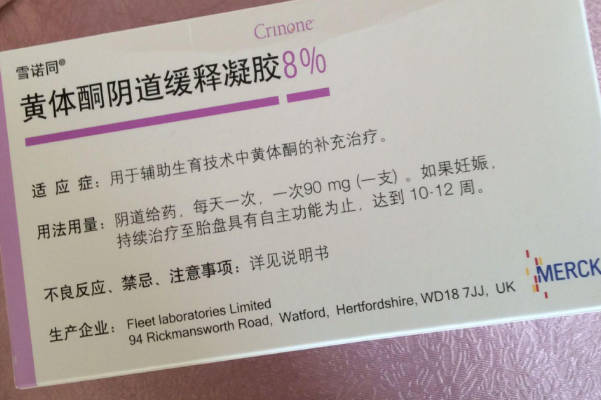 Crinone®
雪诺同®
黄体酮阴道缓释凝胶8%
适 应 症：用于辅助生育技术中黄体酮的补充治疗。
用法用量：阴道给药，每天一次，一次90 mg (一支) 。如果妊娠，
持续治疗至胎盘具有自主功能为止，达到 10-12 周。
不良反应、禁忌、注意事项：详见说明书
生产企业：Fleet laboratories Limited
94 Rickmansworth Road, Watford, Hertfordshire, WD18 7JJ, UK
MERCK